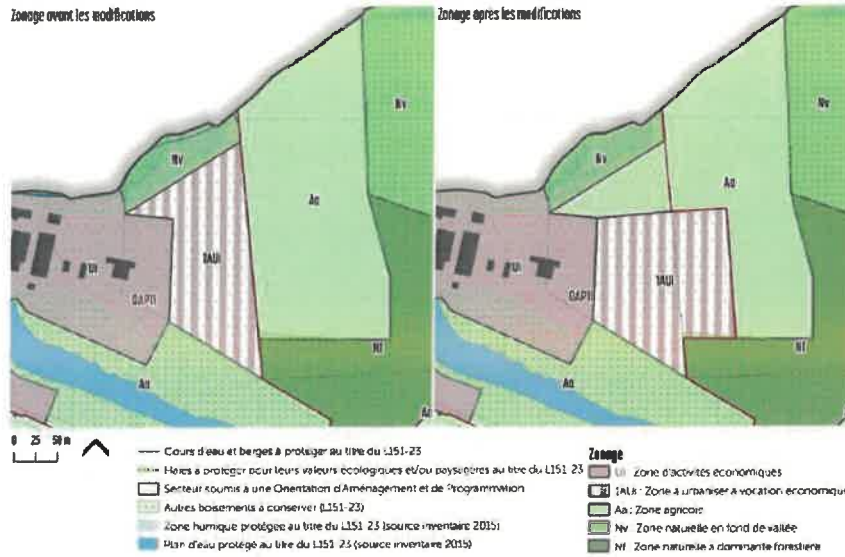 Zonage avant les modifications
Zonage après les modifications
Nv
Nv
Aa
1AUi
Ui
OAP11
Nf
Aa
Aa
Nv
Nv
Aa
1AUi
Ui
OAP11
Nf
Aa
0 25 50 m
Cours d'eau et berges à protéger au titre du L151-23
Haies à protéger pour leurs valeurs écologiques et/ou paysagères au titre du L151-23
Secteur soumis à une Orientation d'Aménagement et de Programmation
Autres boisements à conserver (L151-23)
Zone humide protégée au titre du L151-23 (source inventaire 2015)
Plan d'eau protégé au titre du L151-23 (source inventaire 2015)
Zonage
Ui : Zone d'activités économiques
1AUi : Zone à urbaniser à vocation économique
Aa : Zone agricole
Nv : Zone naturelle en fond de vallée
Nf : Zone naturelle à dominante forestière